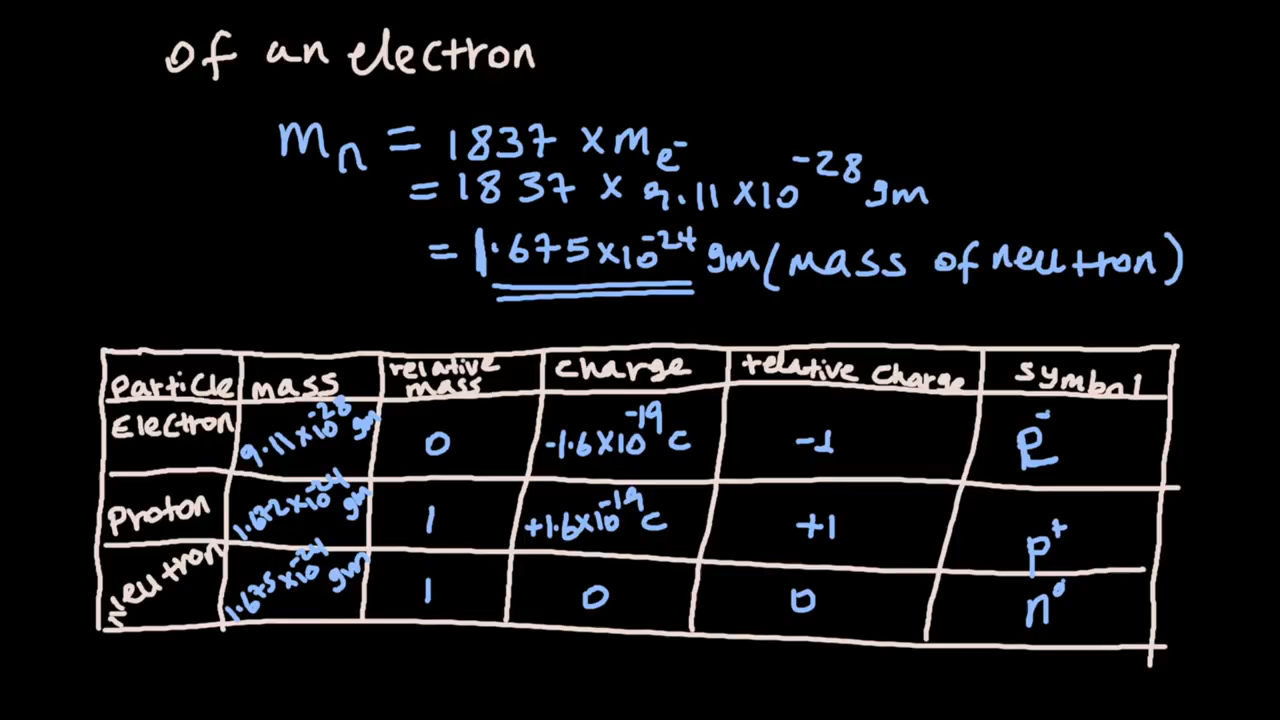 of an electron
mn = 1837 × me-
= 1837 × 9.11×10^-28 gm
= 1.675×10^-24 gm (mass of neutron)
Particle mass relative mass charge relative charge symbol
Electron 9.11×10^-28 gm 0 -1.6×10^-19 C -1 e-
Proton 1.672×10^-24 gm 1 +1.6×10^-19 C +1 p+
Neutron 1.675×10^-24 gm 1 0 0 n°